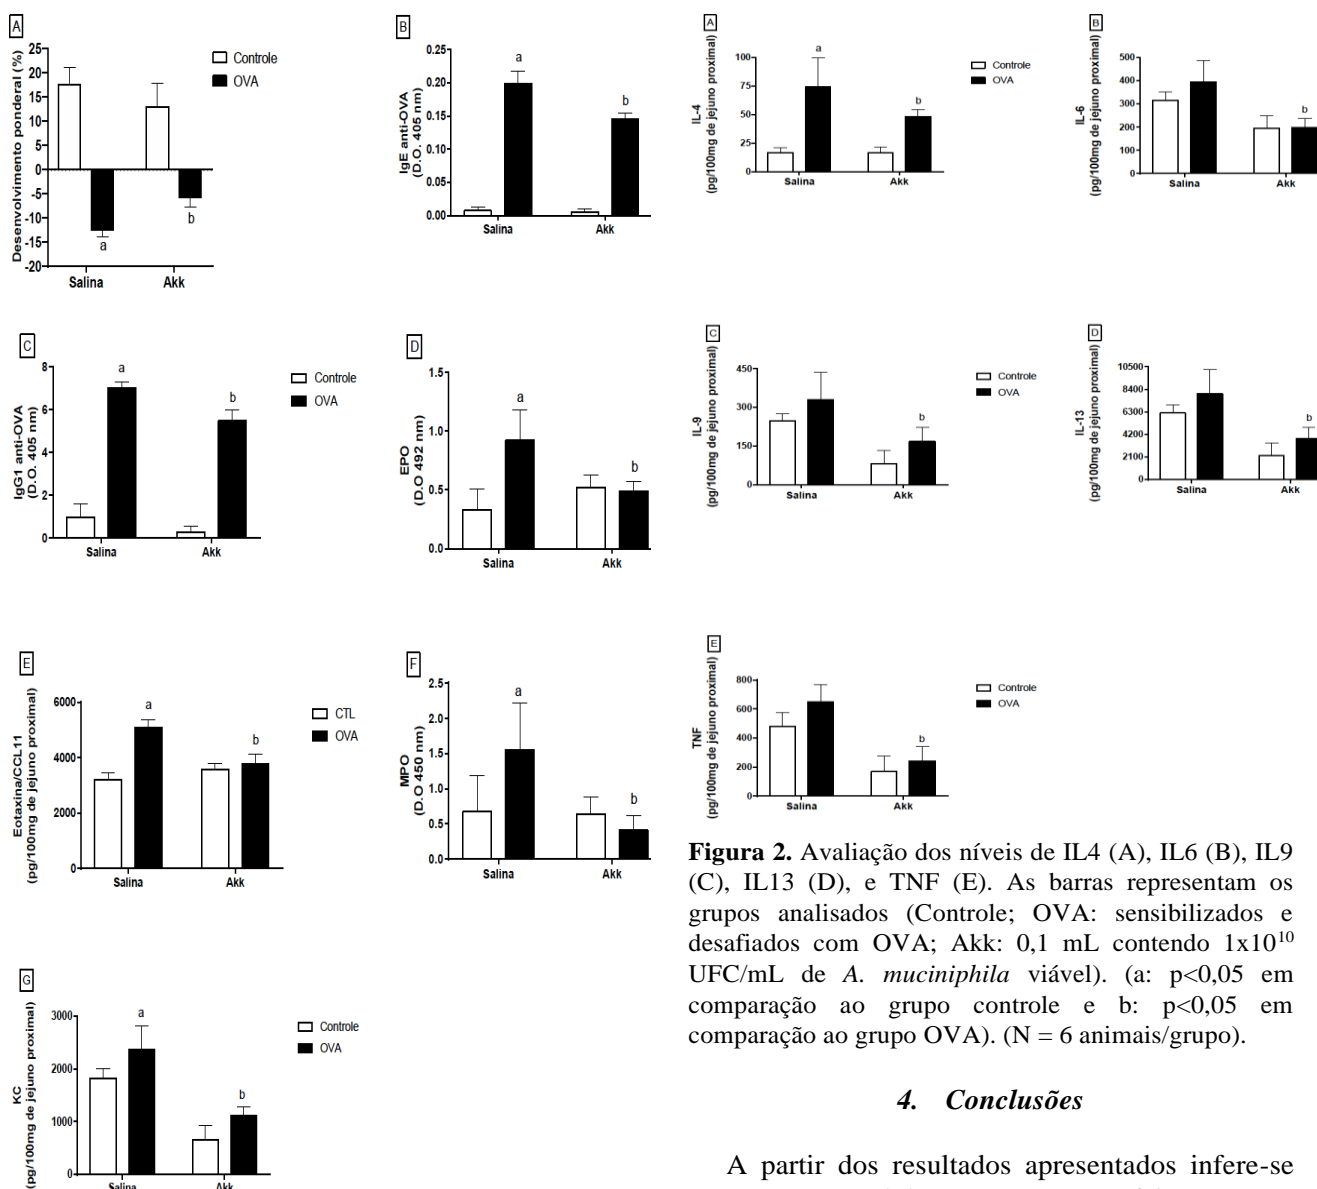 A
Desenvolvimento ponderal (%)
25
20
15
10
5
0
-5
-10
-15
-20
a
b
Salina
Akk
Controle
OVA
B
IgE anti-OVA
(D.O. 405 nm)
0.25
0.20
0.15
0.10
0.05
0.00
a
b
Salina
Akk
C
IgG1 anti-OVA
(D.O. 405 nm)
8
6
4
2
0
a
b
Salina
Akk
Controle
OVA
D
EPO
(D.O 492 nm)
1.5
1.0
0.5
0.0
a
b
Salina
Akk
E
Eotaxina/CCL11
(pg/100mg de jejuno proximal)
6000
4000
2000
0
a
b
Salina
Akk
CTL
OVA
F
MPO
(D.O 450 nm)
2.5
2.0
1.5
1.0
0.5
0.0
a
b
Salina
Akk
G
KC
(pg/100mg de jejuno proximal)
3000
2000
1000
0
a
b
Salina
Akk
Controle
OVA
A
IL-4
(pg/100mg de jejuno proximal)
100
75
50
25
0
a
b
Salina
Akk
Controle
OVA
B
IL-6
(pg/100mg de jejuno proximal)
500
400
300
200
100
0
b
Salina
Akk
C
IL-9
(pg/100mg de jejuno proximal)
450
300
150
0
b
Salina
Akk
Controle
OVA
D
IL-13
(pg/100mg de jejuno proximal)
10500
8400
6300
4200
2100
0
b
Salina
Akk
E
TNF
(pg/100mg de jejuno proximal)
800
600
400
200
0
b
Salina
Akk
Controle
OVA
Figura 2. Avaliação dos níveis de IL4 (A), IL6 (B), IL9
(C), IL13 (D), e TNF (E). As barras representam os
grupos analisados (Controle; OVA: sensibilizados e
desafiados com OVA; Akk: 0,1 mL contendo 1x10¹⁰
UFC/mL de A. muciniphila viável). (a: p<0,05 em
comparação ao grupo controle e b: p<0,05 em
comparação ao grupo OVA). (N = 6 animais/grupo).
4. Conclusões
A partir dos resultados apresentados infere-se